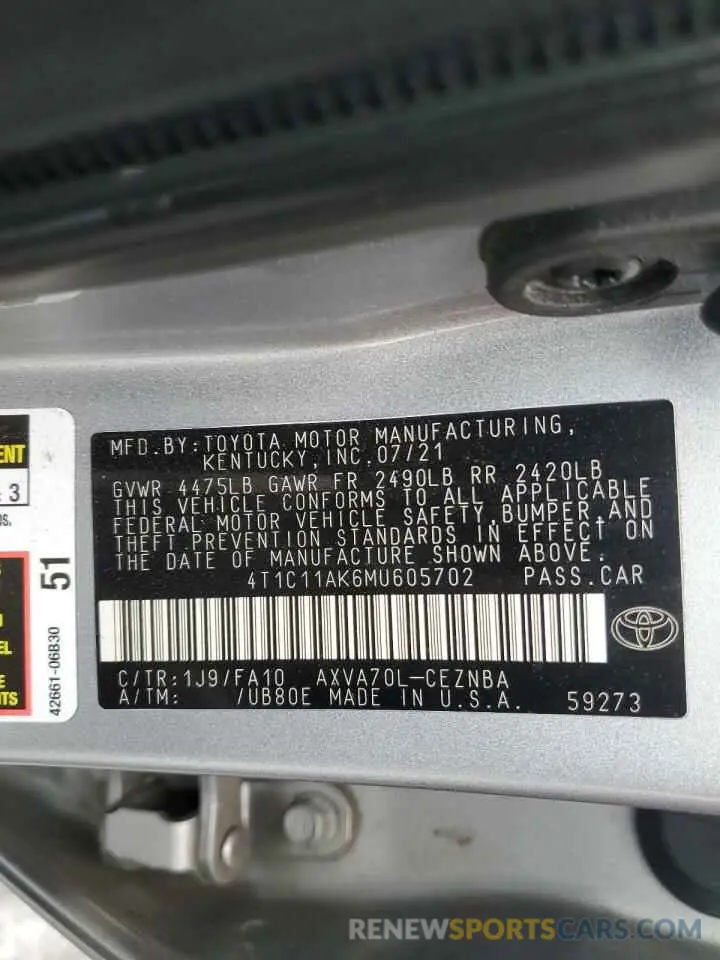 MFD.BY:TOYOTA MOTOR MANUFACTURING,
KENTUCKY,INC.07/21
GVWR 4475LB GAWR FR 2490LB RR 2420LB
THIS VEHICLE CONFORMS TO ALL APPLICABLE
FEDERAL MOTOR VEHICLE SAFETY,BUMPER,AND
THEFT PREVENTION STANDARDS IN EFFECT ON
THE DATE OF MANUFACTURE SHOWN ABOVE.
4T1C11AK6MU605702 PASS.CAR
C/TR:1J9/FA10 AXVA70L-CEZNBA
A/TM: /UB80E MADE IN U.S.A. 59273
3
51
42661-06B30
RENEWSPORTSCARS.COM